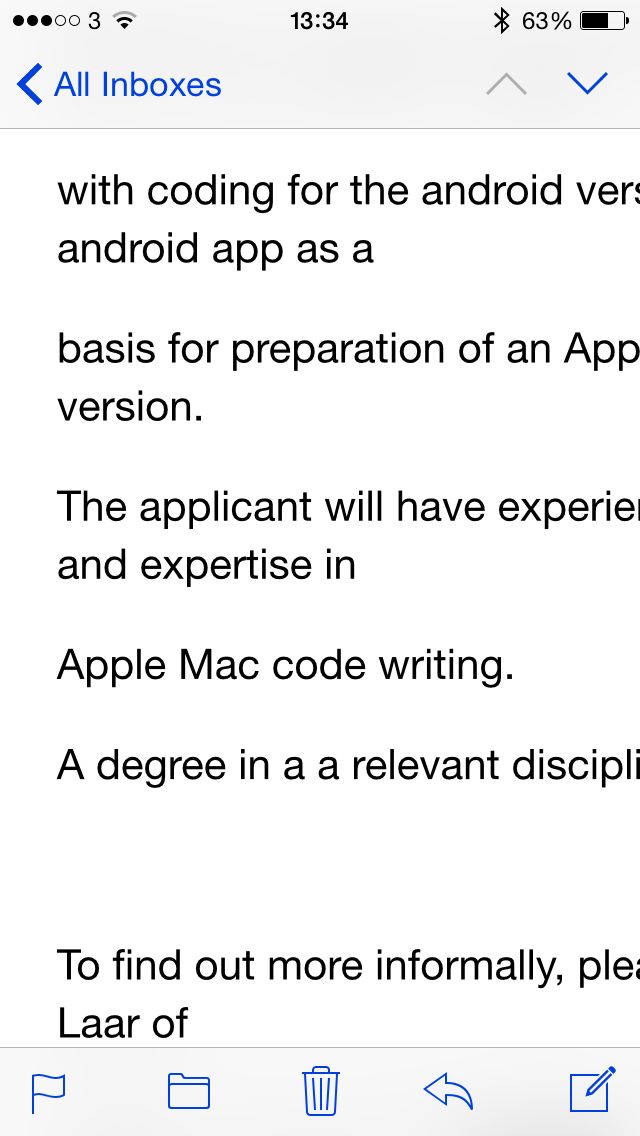 3 13:34 63%
All Inboxes
with coding for the android vers
android app as a
basis for preparation of an App
version.
The applicant will have experie
and expertise in
Apple Mac code writing.
A degree in a a relevant discipli
To find out more informally, plea
Laar of